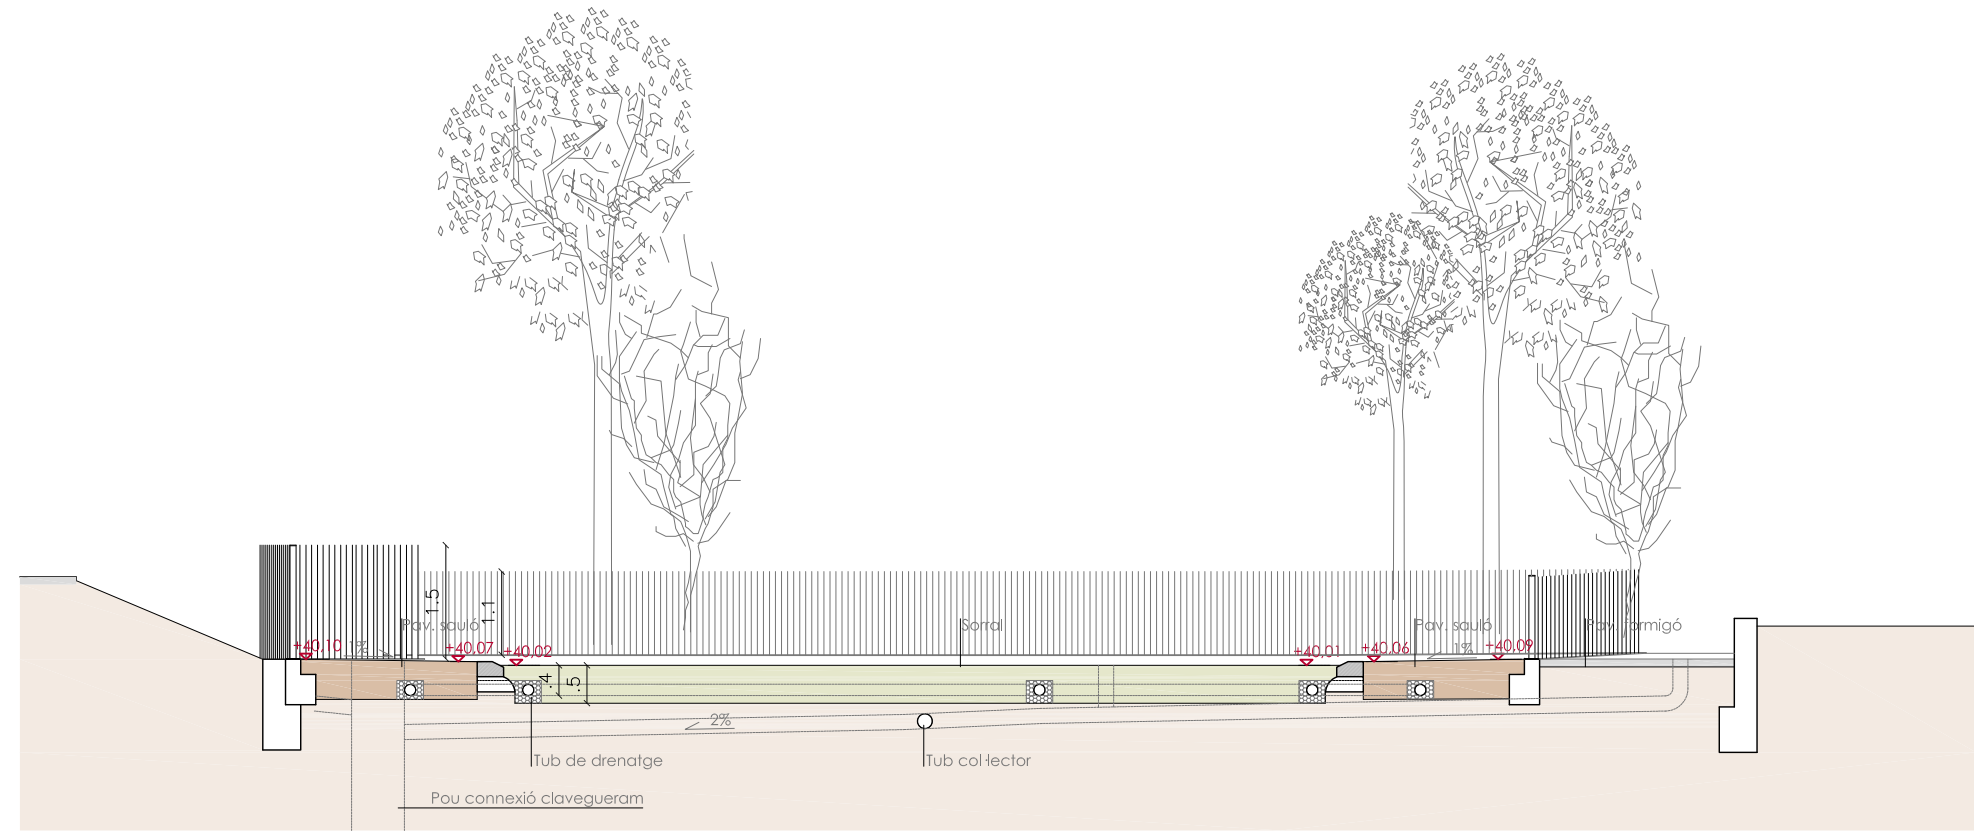 1.5
1.1
Pav. sauló
Sorral
Pav. sauló
Pav. formigó
+40,10
1%
+40,07
+40,02
+40,01
+40,06
1%
+40,09
.4
.5
2%
Tub de drenatge
Tub col·lector
Pou connexió clavegueram